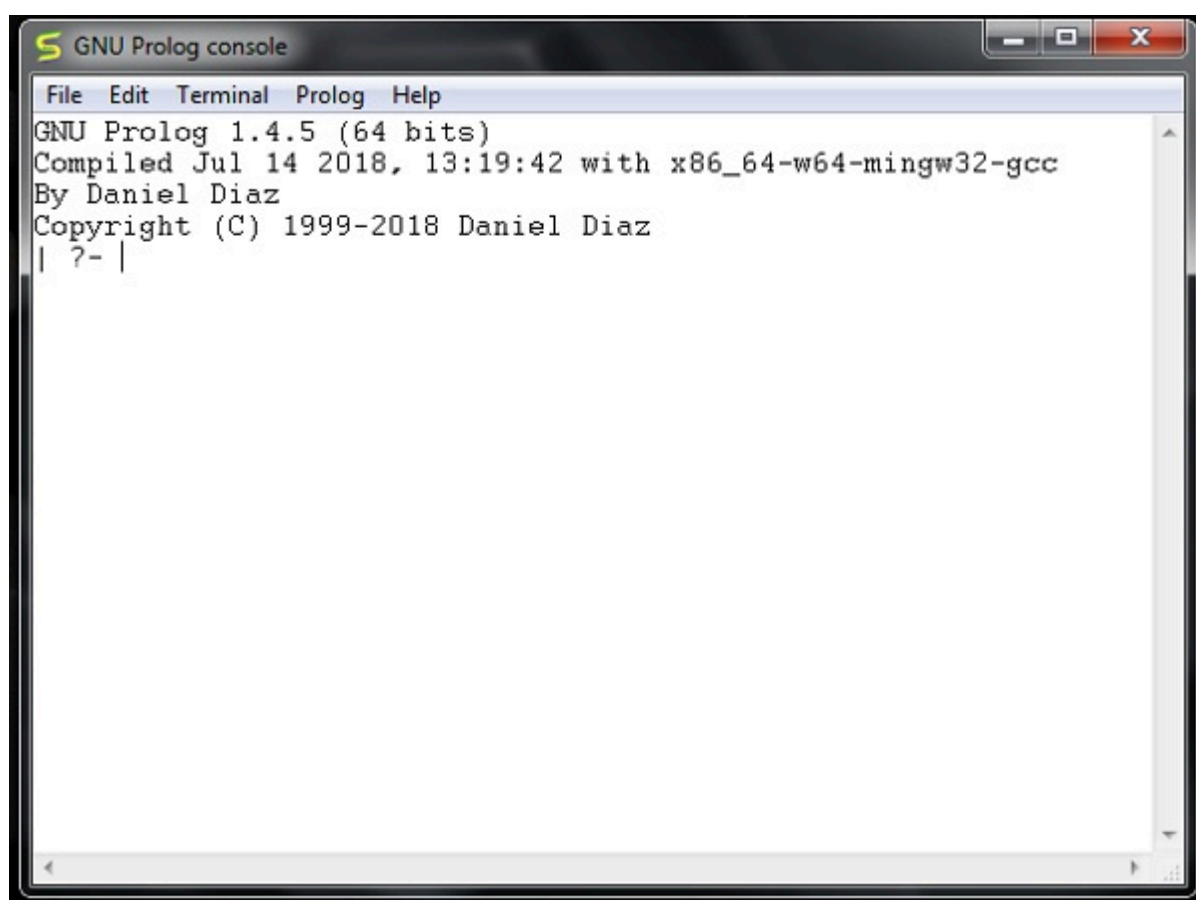 GNU Prolog console
File Edit Terminal Prolog Help
GNU Prolog 1.4.5 (64 bits)
Compiled Jul 14 2018, 13:19:42 with x86_64-w64-mingw32-gcc
By Daniel Diaz
Copyright (C) 1999-2018 Daniel Diaz
| ?- |